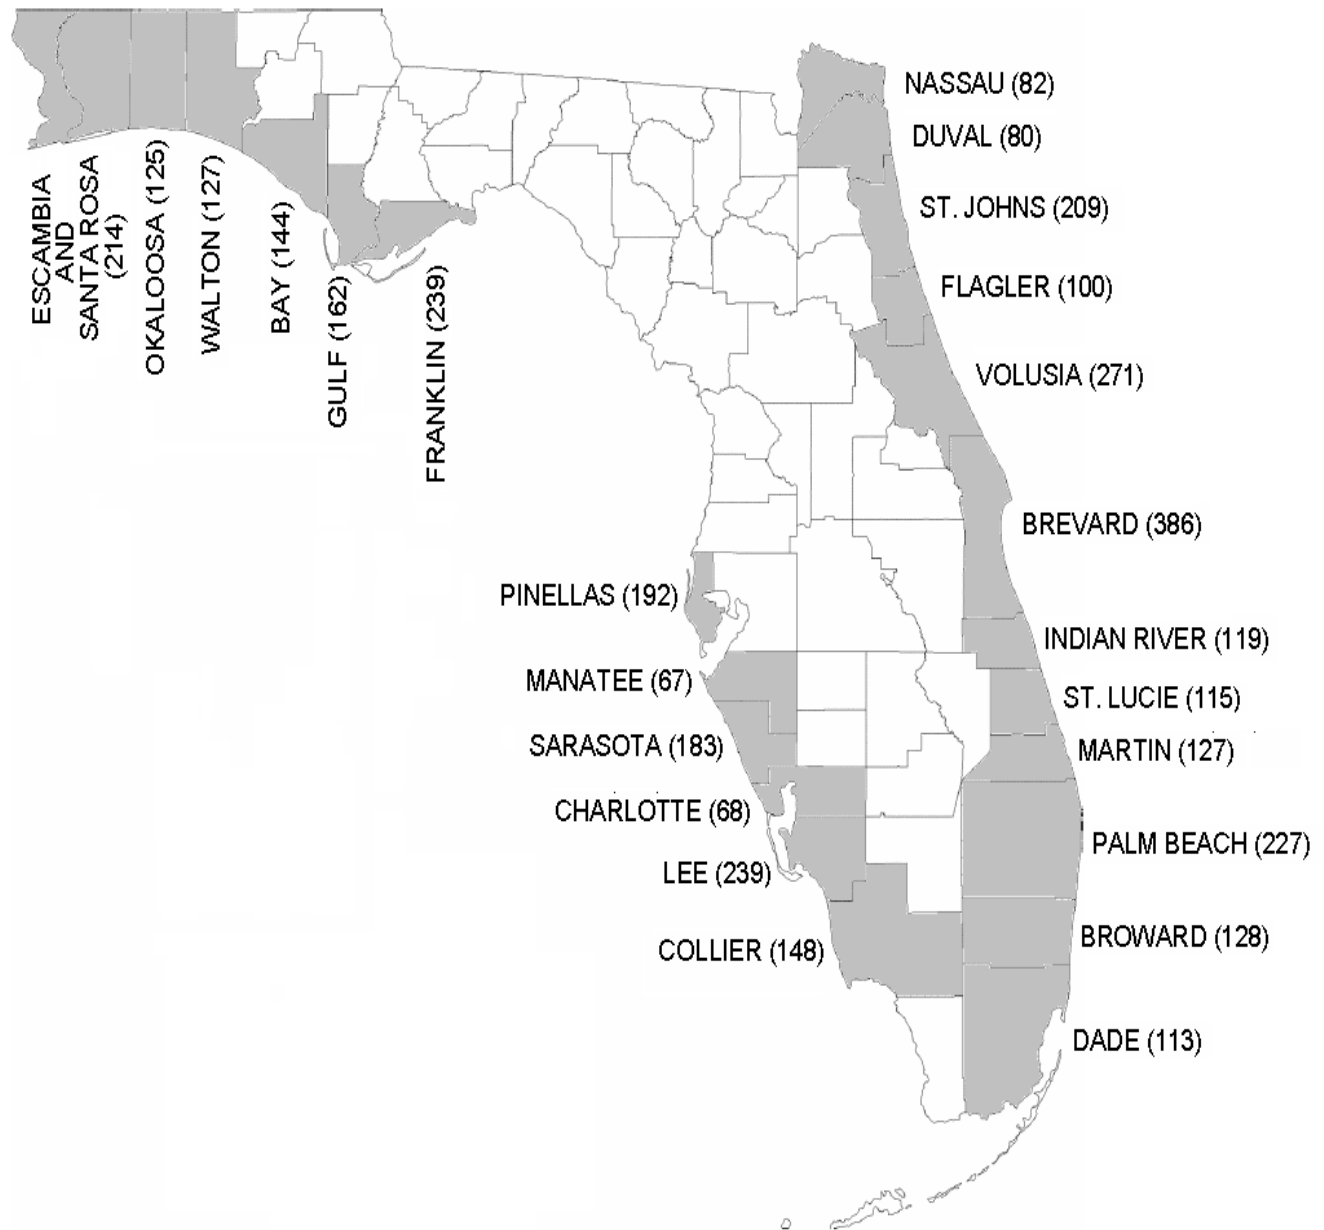 NASSAU (82)
DUVAL (80)
ST. JOHNS (209)
FLAGLER (100)
VOLUSIA (271)
BREVARD (386)
INDIAN RIVER (119)
ST. LUCIE (115)
MARTIN (127)
PALM BEACH (227)
BROWARD (128)
DADE (113)
ESCAMBIA
AND
SANTA ROSA
(214)
OKALOOSA (125)
WALTON (127)
BAY (144)
GULF (162)
FRANKLIN (239)
PINELLAS (192)
MANATEE (67)
SARASOTA (183)
CHARLOTTE (68)
LEE (239)
COLLIER (148)